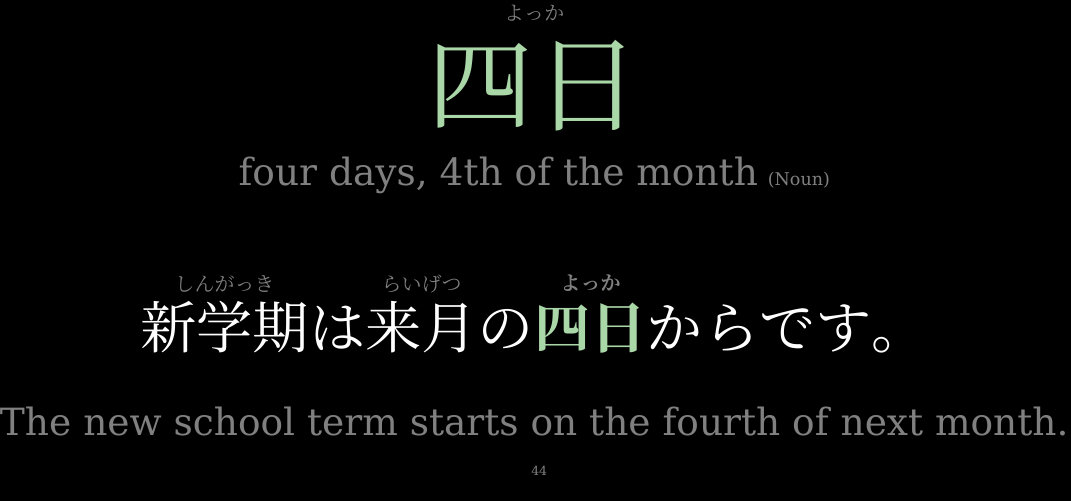 よっか
四日
four days, 4th of the month (Noun)
しんがっき らいげつ よっか
新学期は来月の四日からです。
The new school term starts on the fourth of next month.
44